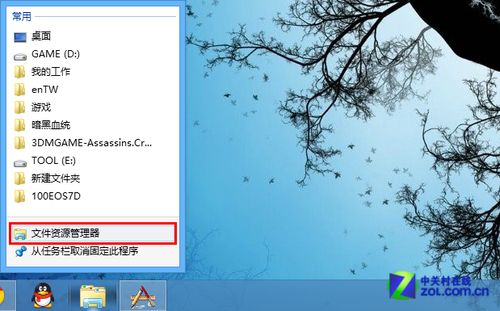 常用
桌面
GAME (D:)
我的工作
enTW
游戏
暗黑血统
3DMGAME-Assassins.Cr...
TOOL (E:)
新建文件夹
100EOS7D
文件资源管理器
从任务栏取消固定此程序
中关村在线
ZOL.COM.CN